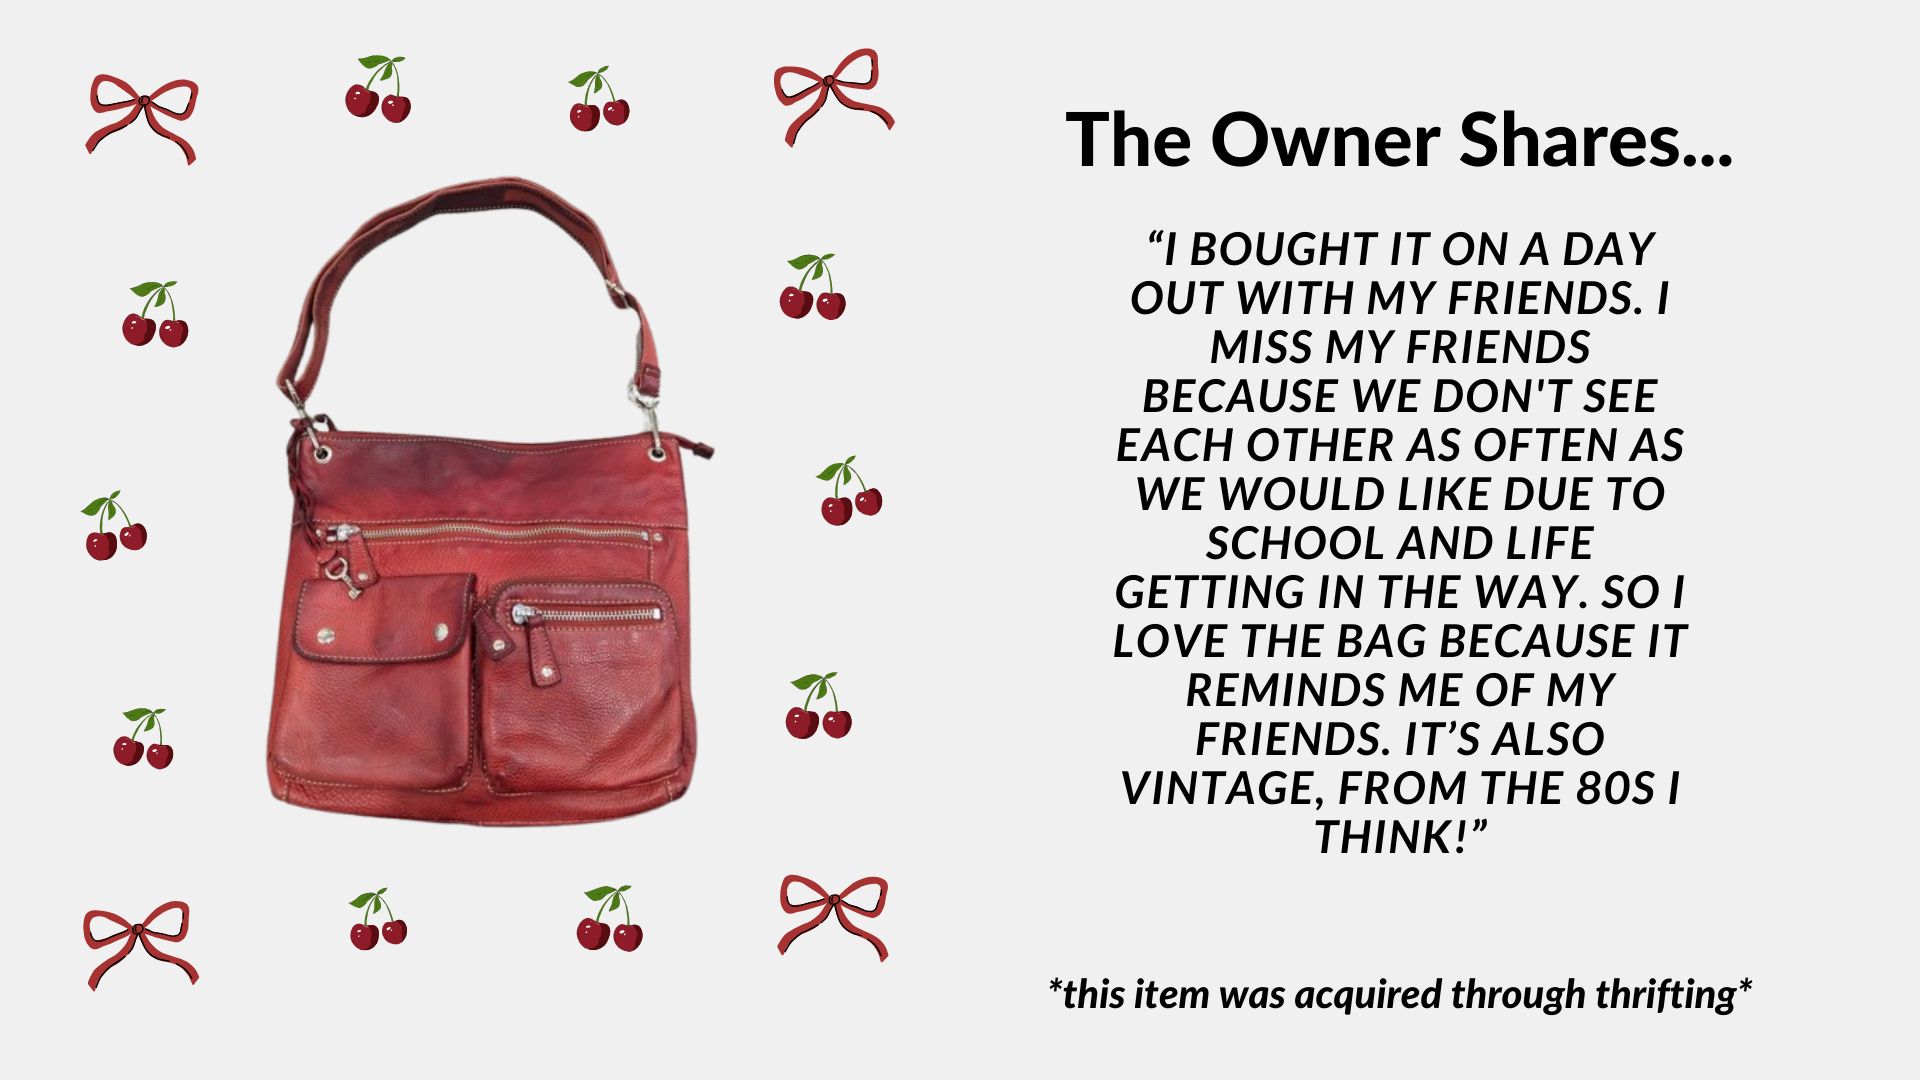 The Owner Shares...
“I BOUGHT IT ON A DAY
OUT WITH MY FRIENDS. I
MISS MY FRIENDS
BECAUSE WE DON'T SEE
EACH OTHER AS OFTEN AS
WE WOULD LIKE DUE TO
SCHOOL AND LIFE
GETTING IN THE WAY. SO I
LOVE THE BAG BECAUSE IT
REMINDS ME OF MY
FRIENDS. IT’S ALSO
VINTAGE, FROM THE 80S I
THINK!”
*this item was acquired through thrifting*